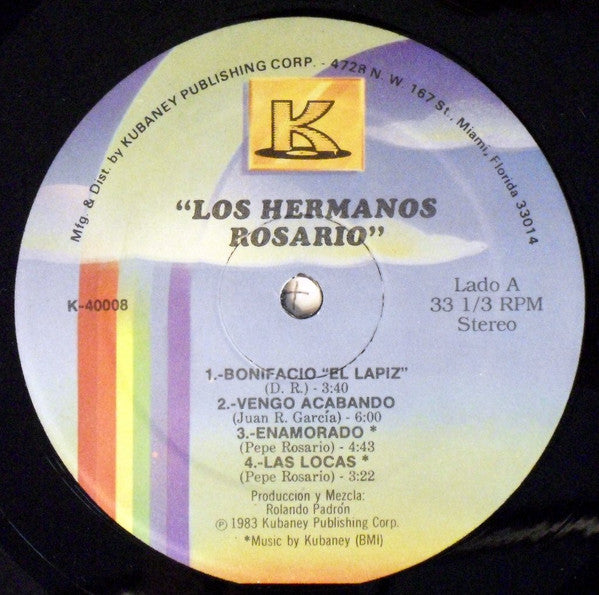 Mfg. & Dist. by KUBANEY PUBLISHING CORP. - 4728 N. W. 167 St., Miami, Florida 33014
K
"LOS HERMANOS
ROSARIO"
K-40008
Lado A
33 1/3 RPM
Stereo
1.-BONIFACIO "EL LAPIZ"
(D. R.) - 3:40
2.-VENGO ACABANDO
(Juan R. García) - 6:00
3.-ENAMORADO *
(Pepe Rosario) - 4:43
4.-LAS LOCAS *
(Pepe Rosario) - 3:22
Produccion y Mezcla:
Rolando Padrón
℗ 1983 Kubaney Publishing Corp.
*Music by Kubaney (BMI)